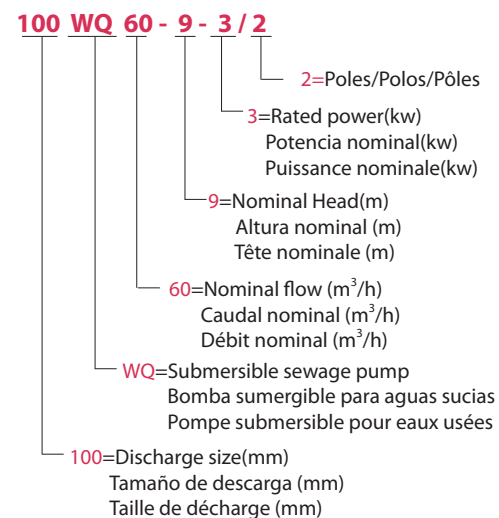 100 WQ 60 - 9 - 3 / 2
2=Poles/Polos/Pôles
3=Rated power(kw)
Potencia nominal(kw)
Puissance nominale(kw)
9=Nominal Head(m)
Altura nominal (m)
Tête nominale (m)
60=Nominal flow (m³/h)
Caudal nominal (m³/h)
Débit nominal (m³/h)
WQ=Submersible sewage pump
Bomba sumergible para aguas sucias
Pompe submersible pour eaux usées
100=Discharge size(mm)
Tamaño de descarga (mm)
Taille de décharge (mm)